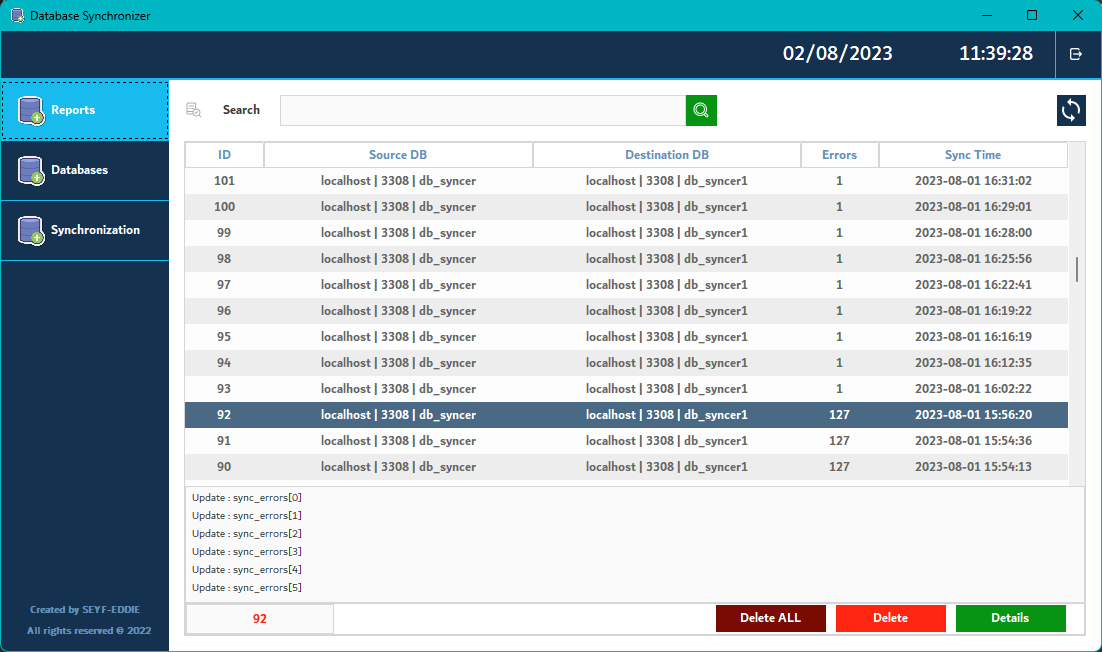 Database Synchronizer
02/08/2023 11:39:28
Reports
Databases
Synchronization
Search
ID Source DB Destination DB Errors Sync Time
101 localhost | 3308 | db_syncer localhost | 3308 | db_syncer1 1 2023-08-01 16:31:02
100 localhost | 3308 | db_syncer localhost | 3308 | db_syncer1 1 2023-08-01 16:29:01
99 localhost | 3308 | db_syncer localhost | 3308 | db_syncer1 1 2023-08-01 16:28:00
98 localhost | 3308 | db_syncer localhost | 3308 | db_syncer1 1 2023-08-01 16:25:56
97 localhost | 3308 | db_syncer localhost | 3308 | db_syncer1 1 2023-08-01 16:22:41
96 localhost | 3308 | db_syncer localhost | 3308 | db_syncer1 1 2023-08-01 16:19:22
95 localhost | 3308 | db_syncer localhost | 3308 | db_syncer1 1 2023-08-01 16:16:19
94 localhost | 3308 | db_syncer localhost | 3308 | db_syncer1 1 2023-08-01 16:12:35
93 localhost | 3308 | db_syncer localhost | 3308 | db_syncer1 1 2023-08-01 16:02:22
92 localhost | 3308 | db_syncer localhost | 3308 | db_syncer1 127 2023-08-01 15:56:20
91 localhost | 3308 | db_syncer localhost | 3308 | db_syncer1 127 2023-08-01 15:54:36
90 localhost | 3308 | db_syncer localhost | 3308 | db_syncer1 127 2023-08-01 15:54:13
Update : sync_errors[0]
Update : sync_errors[1]
Update : sync_errors[2]
Update : sync_errors[3]
Update : sync_errors[4]
Update : sync_errors[5]
92 Delete ALL Delete Details
Created by SEYF-EDDIE
All rights reserved © 2022